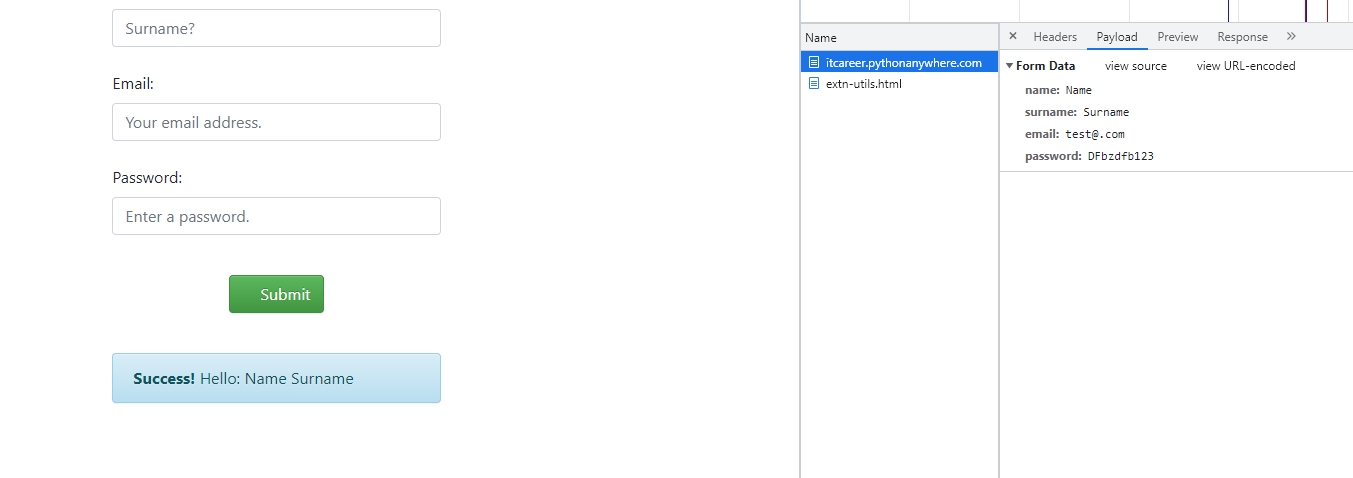 Surname?
Email:
Your email address.
Password:
Enter a password.
Submit
Success! Hello: Name Surname
Name
itcareer.pythonanywhere.com
extn-utils.html
× Headers Payload Preview Response »
Form Data view source view URL-encoded
name: Name
surname: Surname
email: test@.com
password: DFbzdfb123